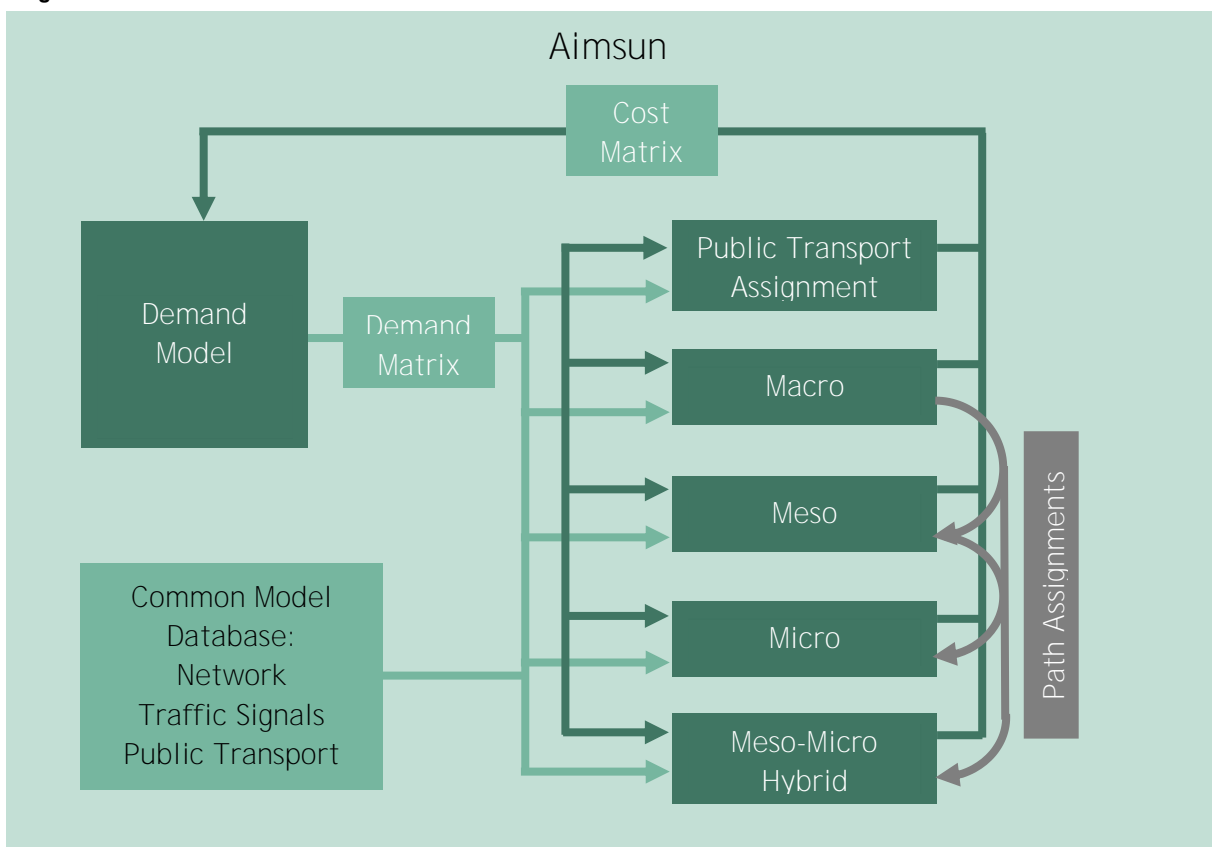 Aimsun
Cost
Matrix
Demand
Model
Demand
Matrix
Public Transport
Assignment
Macro
Meso
Micro
Meso-Micro
Hybrid
Path Assignments
Common Model
Database:
Network
Traffic Signals
Public Transport